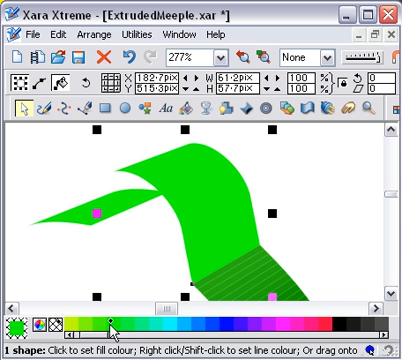 Xara Xtreme - [ExtrudedMeeple.xar *]
File Edit Arrange Utilities Window Help
277% None
X 182.7pix W 61.2pix 100 % 0
Y 515.3pix H 57.7pix 100 % 0
1 shape: Click to set fill colour; Right click/Shift-click to set line colour; Or drag onto